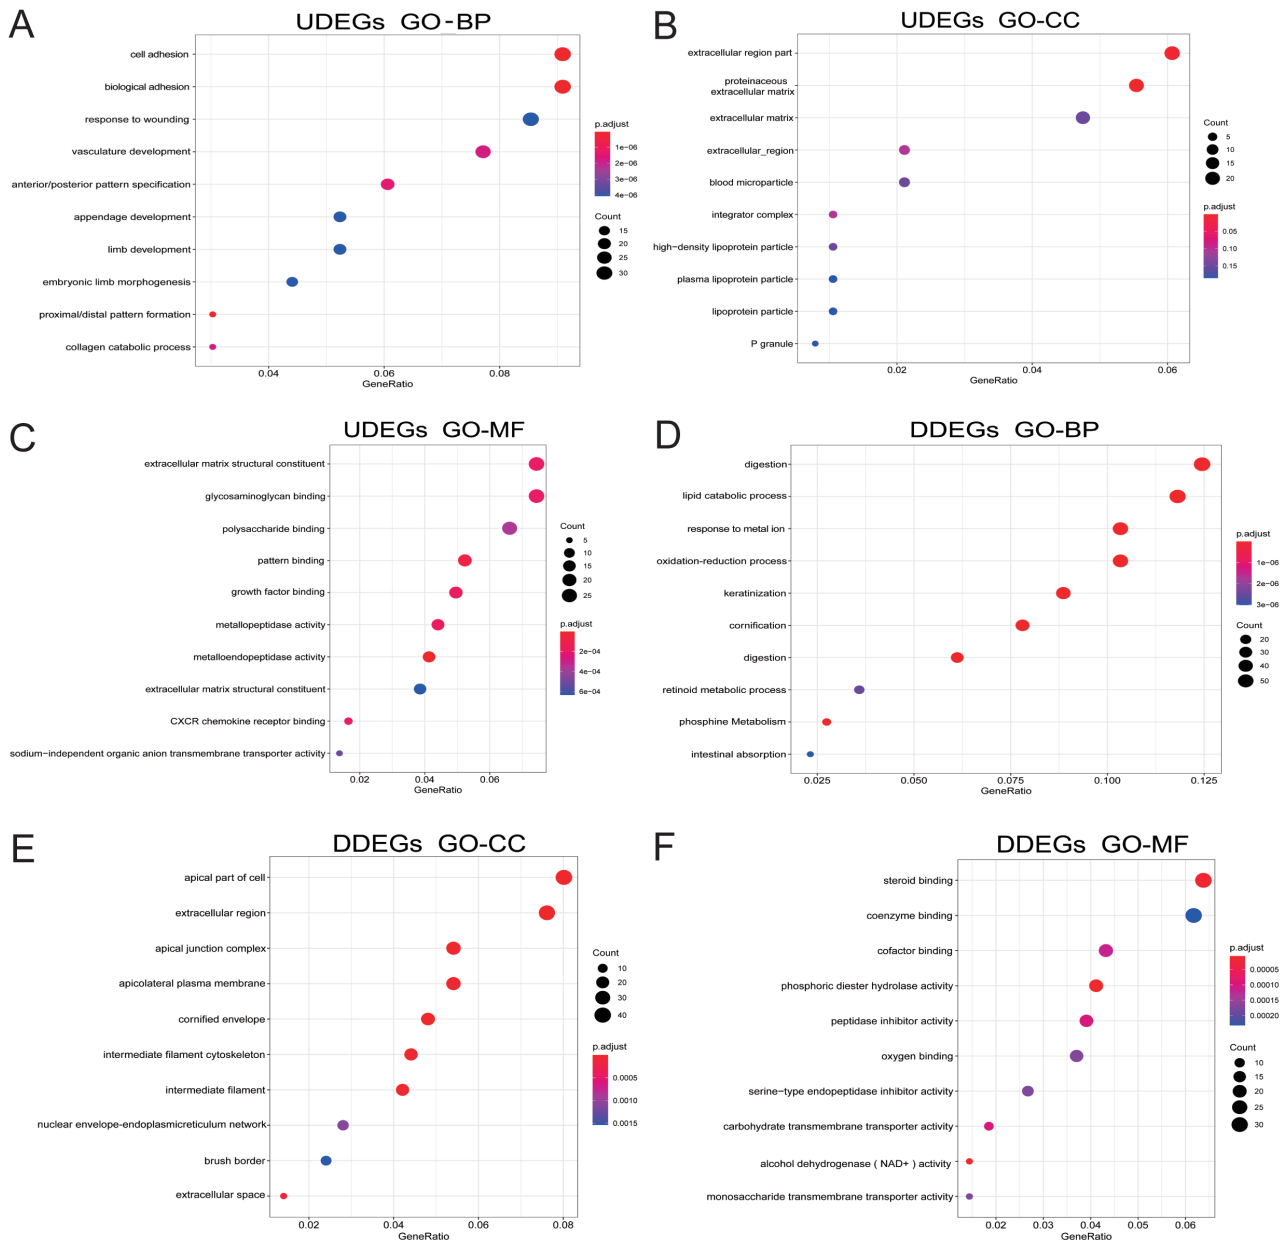 A
UDEGs GO-BP
cell adhesion
biological adhesion
response to wounding
vasculature development
anterior/posterior pattern specification
appendage development
limb development
embryonic limb morphogenesis
proximal/distal pattern formation
collagen catabolic process
0.04 0.06 0.08
GeneRatio
p.adjust
1e-06
2e-06
3e-06
4e-06
Count
15
20
25
30
B
UDEGs GO-CC
extracellular region part
proteinaceous
extracellular matrix
extracellular matrix
extracellular_region
blood microparticle
integrator complex
high-density lipoprotein particle
plasma lipoprotein particle
lipoprotein particle
P granule
0.02 0.04 0.06
GeneRatio
Count
5
10
15
20
p.adjust
0.05
0.10
0.15
C
UDEGs GO-MF
extracellular matrix structural constituent
glycosaminoglycan binding
polysaccharide binding
pattern binding
growth factor binding
metallopeptidase activity
metalloendopeptidase activity
extracellular matrix structural constituent
CXCR chemokine receptor binding
sodium-independent organic anion transmembrane transporter activity
0.02 0.04 0.06
GeneRatio
Count
5
10
15
20
25
p.adjust
2e-04
4e-04
6e-04
D
DDEGs GO-BP
digestion
lipid catabolic process
response to metal ion
oxidation-reduction process
keratinization
cornification
digestion
retinoid metabolic process
phosphine Metabolism
intestinal absorption
0.025 0.050 0.075 0.100 0.125
GeneRatio
p.adjust
1e-06
2e-06
3e-06
Count
20
30
40
50
E
DDEGs GO-CC
apical part of cell
extracellular region
apical junction complex
apicolateral plasma membrane
cornified envelope
intermediate filament cytoskeleton
intermediate filament
nuclear envelope-endoplasmicreticulum network
brush border
extracellular space
0.02 0.04 0.06 0.08
GeneRatio
Count
10
20
30
40
p.adjust
0.0005
0.0010
0.0015
F
DDEGs GO-MF
steroid binding
coenzyme binding
cofactor binding
phosphoric diester hydrolase activity
peptidase inhibitor activity
oxygen binding
serine-type endopeptidase inhibitor activity
carbohydrate transmembrane transporter activity
alcohol dehydrogenase ( NAD+ ) activity
monosaccharide transmembrane transporter activity
0.02 0.03 0.04 0.05 0.06
GeneRatio
p.adjust
0.00005
0.00010
0.00015
0.00020
Count
10
15
20
25
30